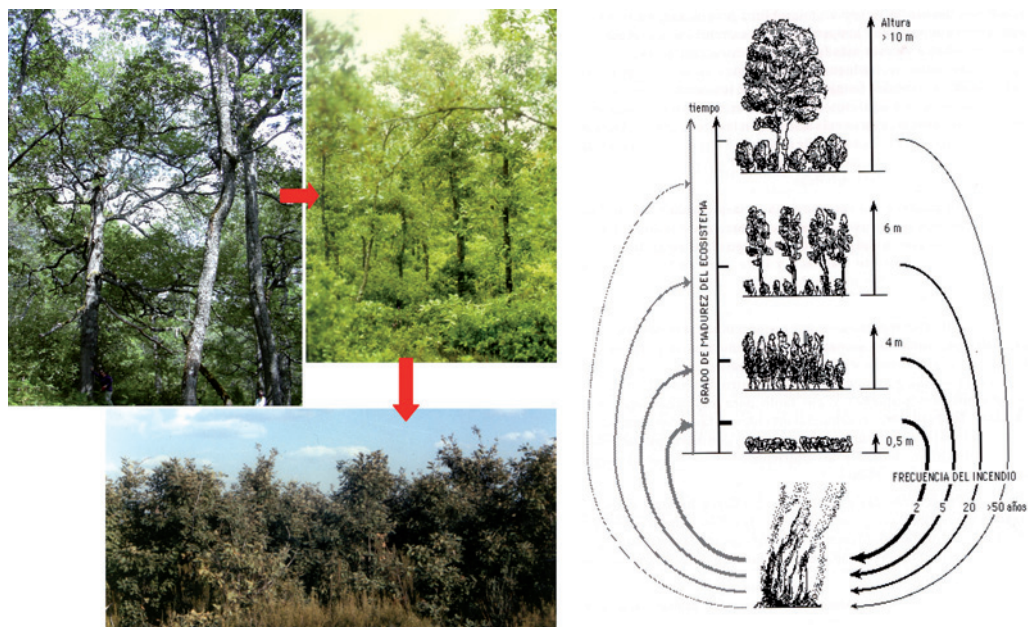 Altura
> 10 m
tiempo
GRADO DE MADUREZ DEL ECOSISTEMA
6 m
4 m
0,5 m
FRECUENCIA DEL INCENDIO
2 5 20 >50 años